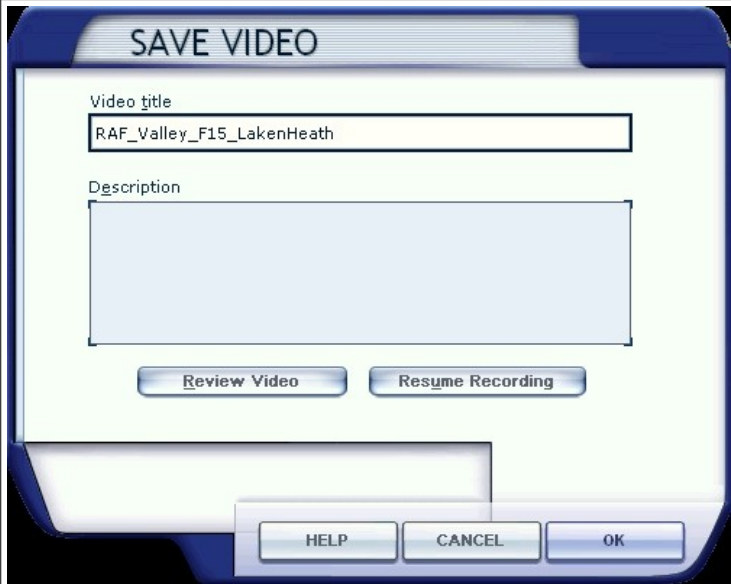 SAVE VIDEO
Video title
RAF_Valley_F15_LakenHeath
Description
Review Video
Resume Recording
HELP
CANCEL
OK